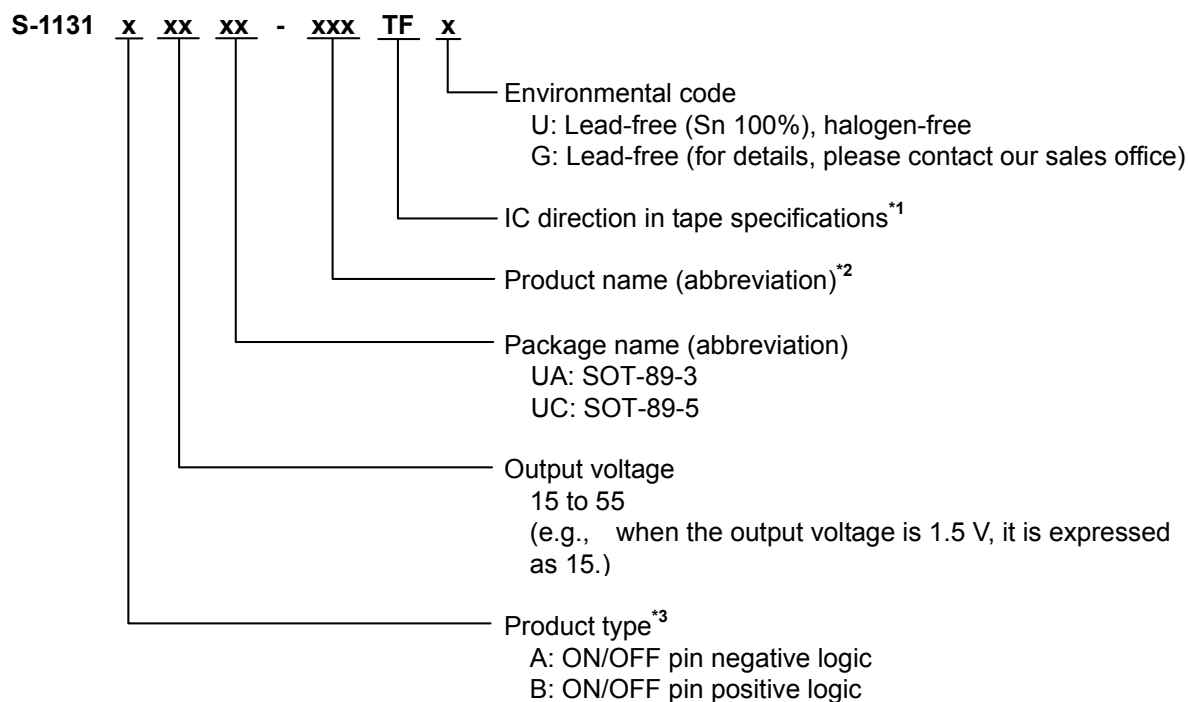 S-1131 x xx xx - xxx TF x
Environmental code
U: Lead-free (Sn 100%), halogen-free
G: Lead-free (for details, please contact our sales office)
IC direction in tape specifications*1
Product name (abbreviation)*2
Package name (abbreviation)
UA: SOT-89-3
UC: SOT-89-5
Output voltage
15 to 55
(e.g., when the output voltage is 1.5 V, it is expressed
as 15.)
Product type*3
A: ON/OFF pin negative logic
B: ON/OFF pin positive logic